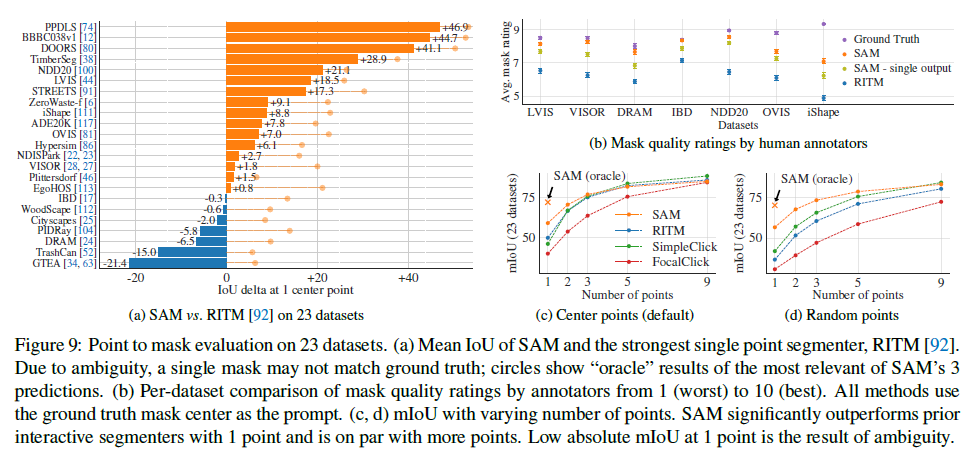 PPDLS [74] +46.9
BBBC038v1 [12] +44.7
DOORS [80] +41.1
TimberSeg [38] +28.9
NDD20 [100] +21.1
LVIS [44] +18.5
STREETS [91] +17.3
ZeroWaste-f [6] +9.1
iShape [111] +8.8
ADE20K [117] +7.8
OVIS [81] +7.0
Hypersim [86] +6.1
NDISPark [22, 23] +2.7
VISOR [28, 27] +1.8
Plittersdorf [46] +1.5
EgoHOS [113] +0.8
IBD [17] -0.3
WoodScape [112] -0.6
Cityscapes [25] -2.0
PIDRay [104] -5.8
DRAM [24] -6.5
TrashCan [52] -15.0
GTEA [34, 63] -21.4
-20 0 +20 +40
IoU delta at 1 center point
(a) SAM vs. RITM [92] on 23 datasets
Avg. mask rating
9
7
5
LVIS VISOR DRAM IBD NDD20 OVIS iShape
Datasets
Ground Truth
SAM
SAM - single output
RITM
(b) Mask quality ratings by human annotators
mIoU (23 datasets)
75
50
SAM (oracle)
SAM
RITM
SimpleClick
FocalClick
1 2 3 5 9
Number of points
(c) Center points (default)
mIoU (23 datasets)
75
50
SAM (oracle)
1 2 3 5 9
Number of points
(d) Random points
Figure 9: Point to mask evaluation on 23 datasets. (a) Mean IoU of SAM and the strongest single point segmenter, RITM [92].
Due to ambiguity, a single mask may not match ground truth; circles show “oracle” results of the most relevant of SAM’s 3
predictions. (b) Per-dataset comparison of mask quality ratings by annotators from 1 (worst) to 10 (best). All methods use
the ground truth mask center as the prompt. (c, d) mIoU with varying number of points. SAM significantly outperforms prior
interactive segmenters with 1 point and is on par with more points. Low absolute mIoU at 1 point is the result of ambiguity.